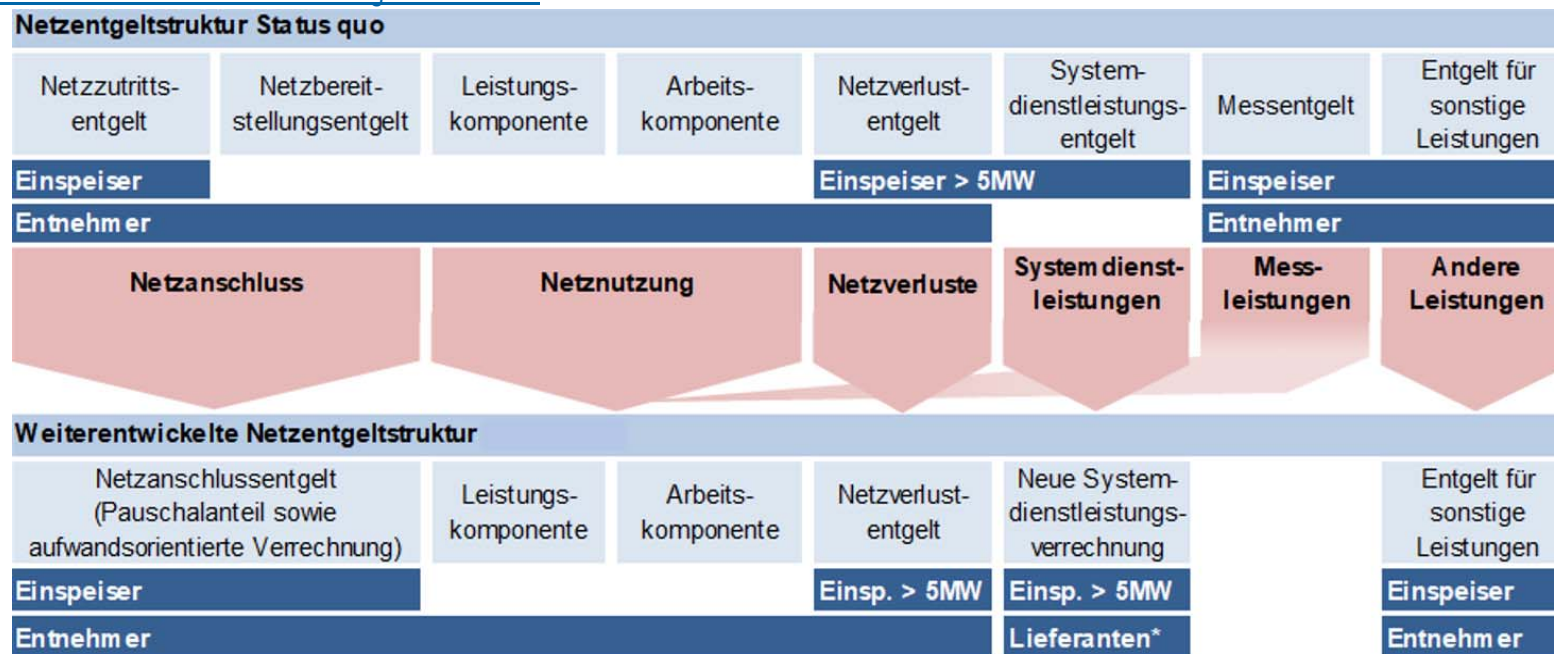 Netzentgeltstruktur Status quo
Netzzutritts-
entgelt
Netzbereit-
stellungsentgelt
Leistungs-
komponente
Arbeits-
komponente
Netzverlust-
entgelt
System-
dienstleistungs-
entgelt
Messentgelt
Entgelt für
sonstige
Leistungen
Einspeiser
Einspeiser > 5MW
Einspeiser
Entnehmer
Entnehmer
Netzanschluss
Netznutzung
Netzverluste
Systemdienst-
leistungen
Mess-
leistungen
Andere
Leistungen
Weiterentwickelte Netzentgeltstruktur
Netzanschlussentgelt
(Pauschalanteil sowie
aufwandsorientierte Verrechnung)
Leistungs-
komponente
Arbeits-
komponente
Netzverlust-
entgelt
Neue System-
dienstleistungs-
verrechnung
Entgelt für
sonstige
Leistungen
Einspeiser
Einsp. > 5MW
Einsp. > 5MW
Einspeiser
Entnehmer
Lieferanten*
Entnehmer